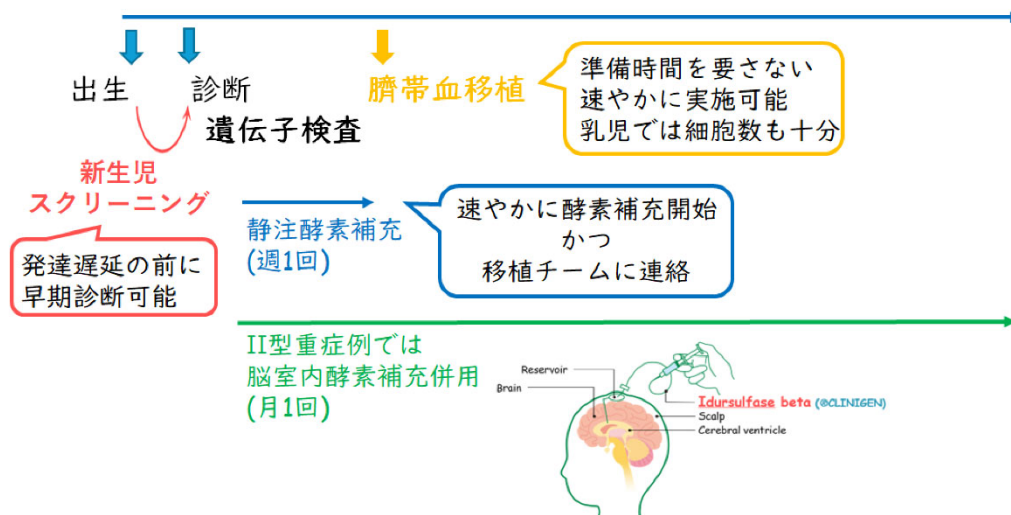 出生
診断
遺伝子検査
臍帯血移植
準備時間を要さない
速やかに実施可能
乳児では細胞数も十分
新生児
スクリーニング
発達遅延の前に
早期診断可能
静注酵素補充
(週1回)
速やかに酵素補充開始
かつ
移植チームに連絡
II型重症例では
脳室内酵素補充併用
(月1回)
Reservoir
Brain
Idursulfase beta (@CLINIGEN)
Scalp
Cerebral ventricle